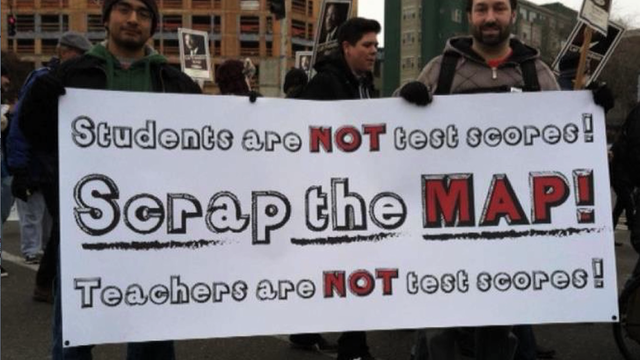 Students are NOT test scores!
Scrap the MAP!
Teachers are NOT test scores!